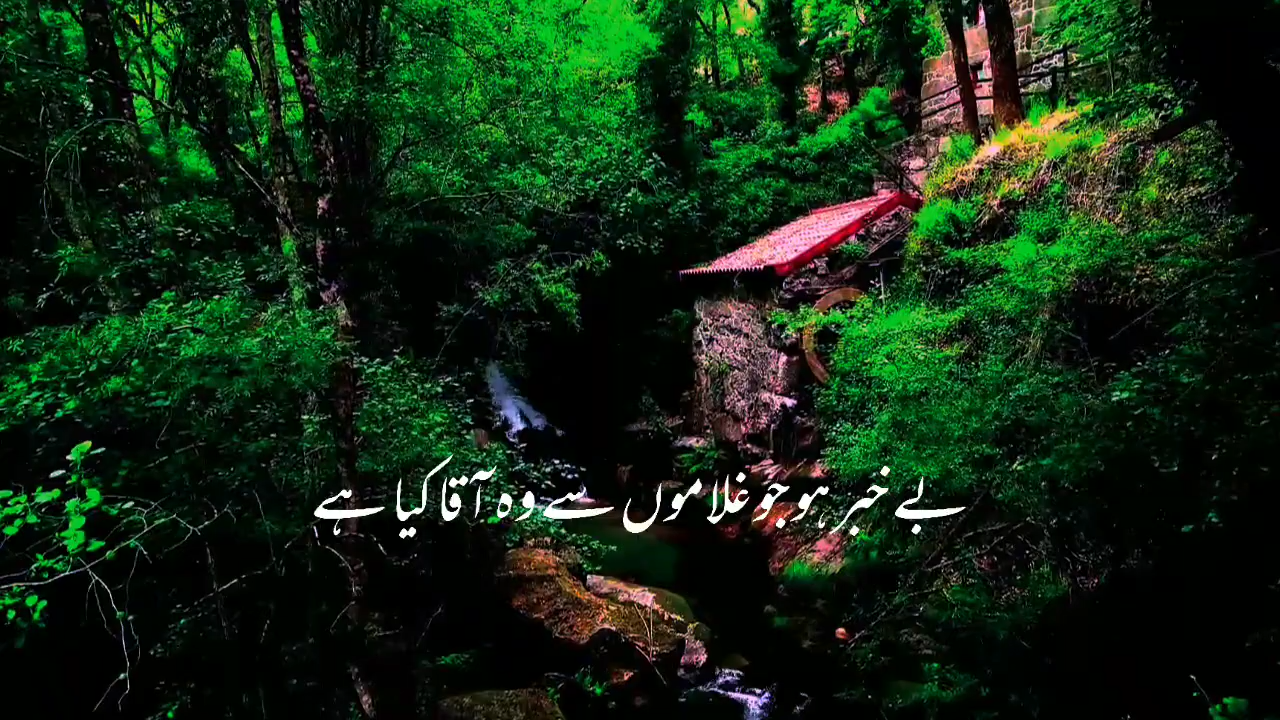 بے خبر ہو جو غلاموں سے وہ آقا کیا ہے